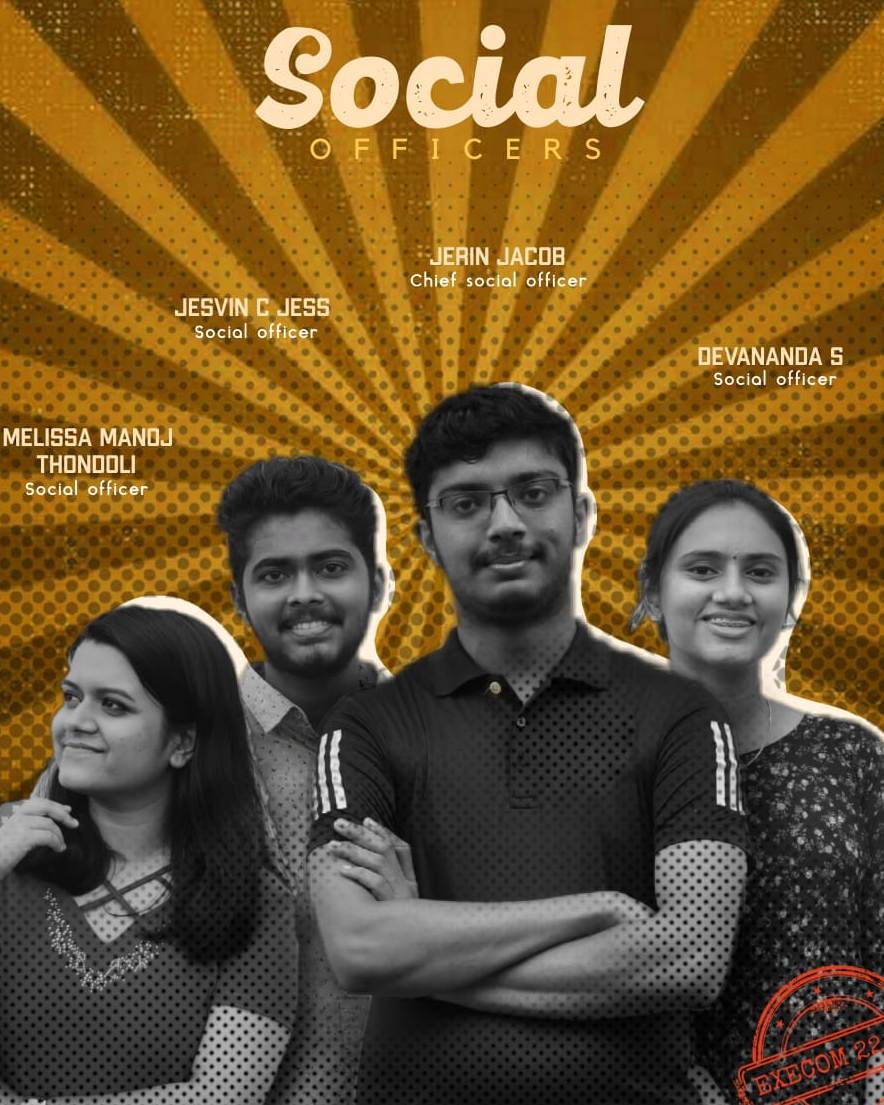 Social
OFFICERS
JERIN JACOB
Chief social officer
JESVIN C JESS
Social officer
DEVANANDA S
Social officer
MELISSA MANOJ
THONDOLI
Social officer
EXECOM 22